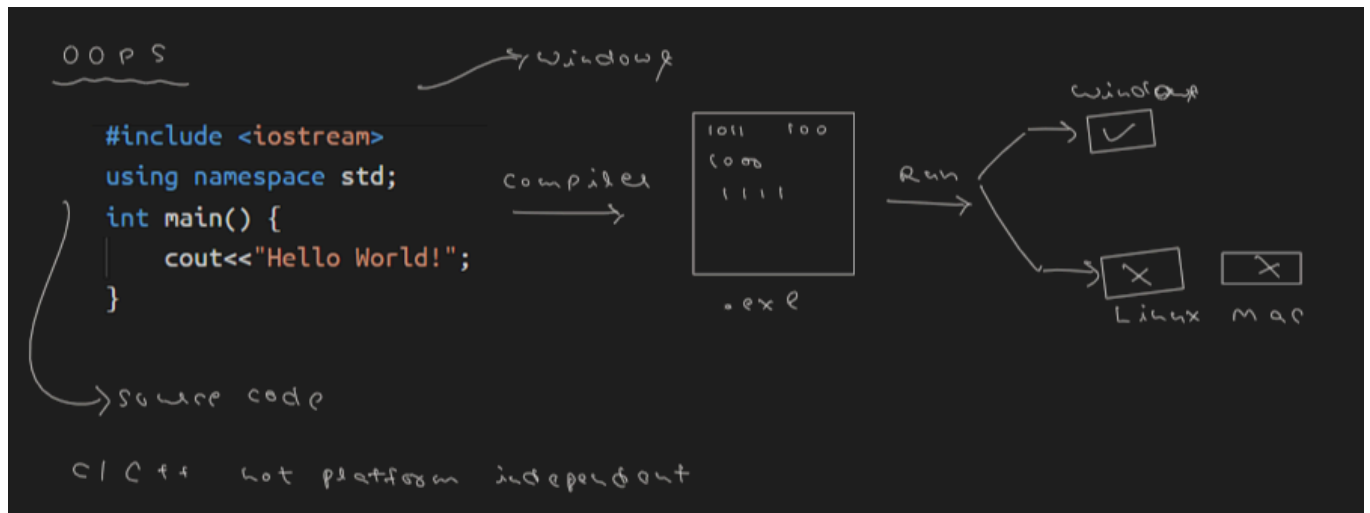 OOPS
Windows
#include <iostream>
using namespace std;
int main() {
cout<<"Hello World!";
}
Compiler
1011 100
1000
1111
.exe
Run
Windows
Linux Mac
source code
C/C++ not platform independent